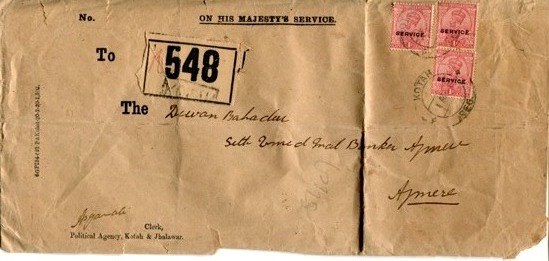 No.
ON HIS MAJESTY'S SERVICE.
SERVICE
SERVICE
SERVICE
KOTAH
To
548
The Dewan Bahadur
Seth Umed Mal Banker Ajmer
Ajmere
Clerk,
Political Agency, Kotah & Jhalawar.